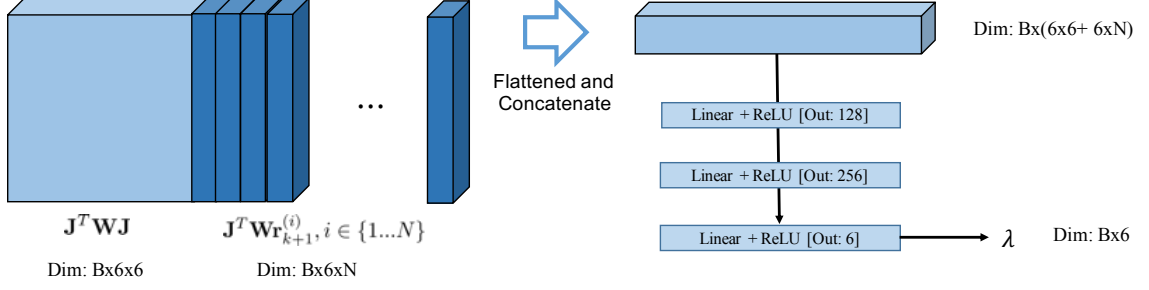 Dim: Bx(6x6+ 6xN)
Flattened and
Concatenate
...
Linear + ReLU [Out: 128]
Linear + ReLU [Out: 256]
Linear + ReLU [Out: 6]
λ
Dim: Bx6
J^T WJ
J^T Wr_{k+1}^{(i)}, i ∈ {1...N}
Dim: Bx6x6
Dim: Bx6xN